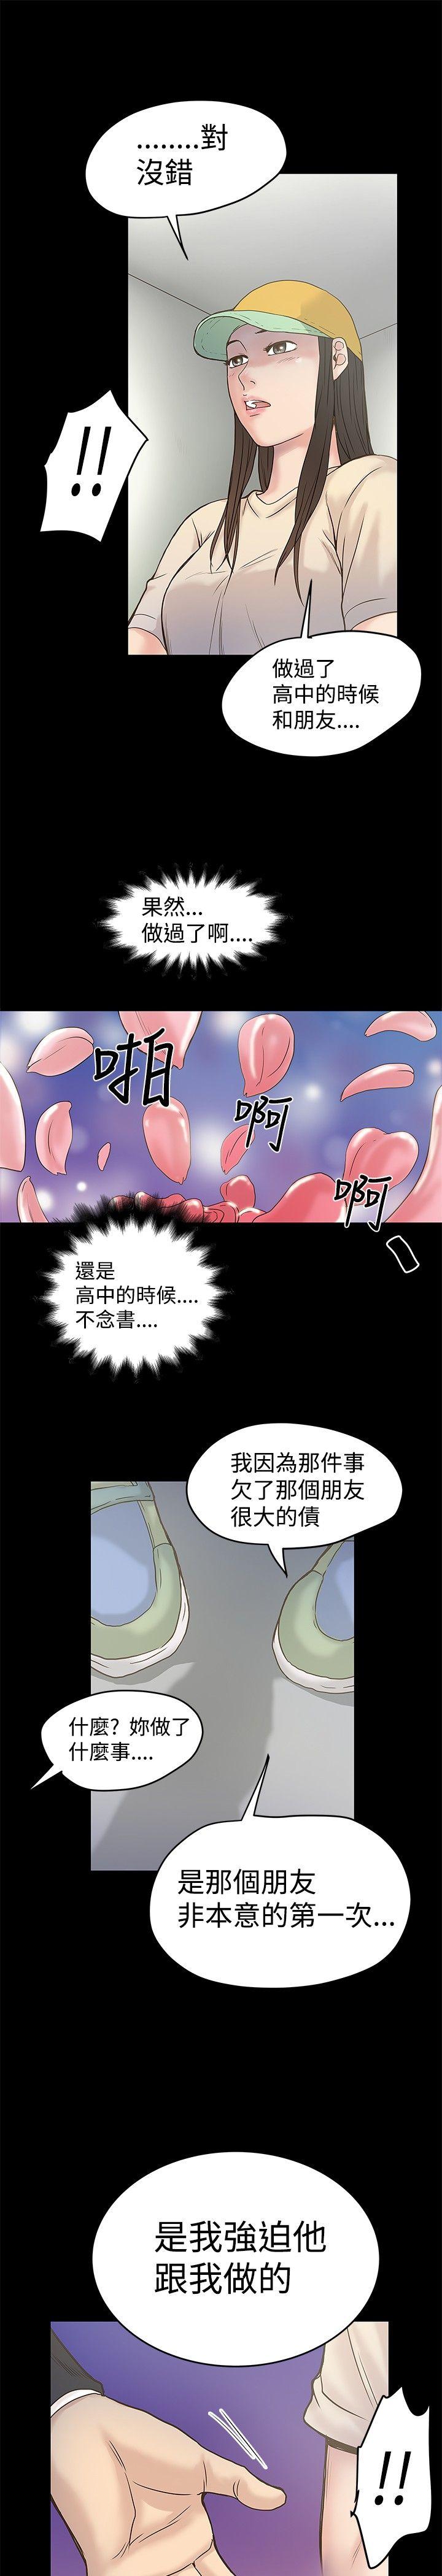 ........對
沒錯
!!
做過了
高中的時候
和朋友....
果然...
做過了啊....
啪
啊
啊
還是
高中的時候....
不念書....
我因為那件事
欠了那個朋友
很大的債
什麼? 妳做了
什麼事....
是那個朋友
非本意的第一次...
是我強迫他
跟我做的
!!